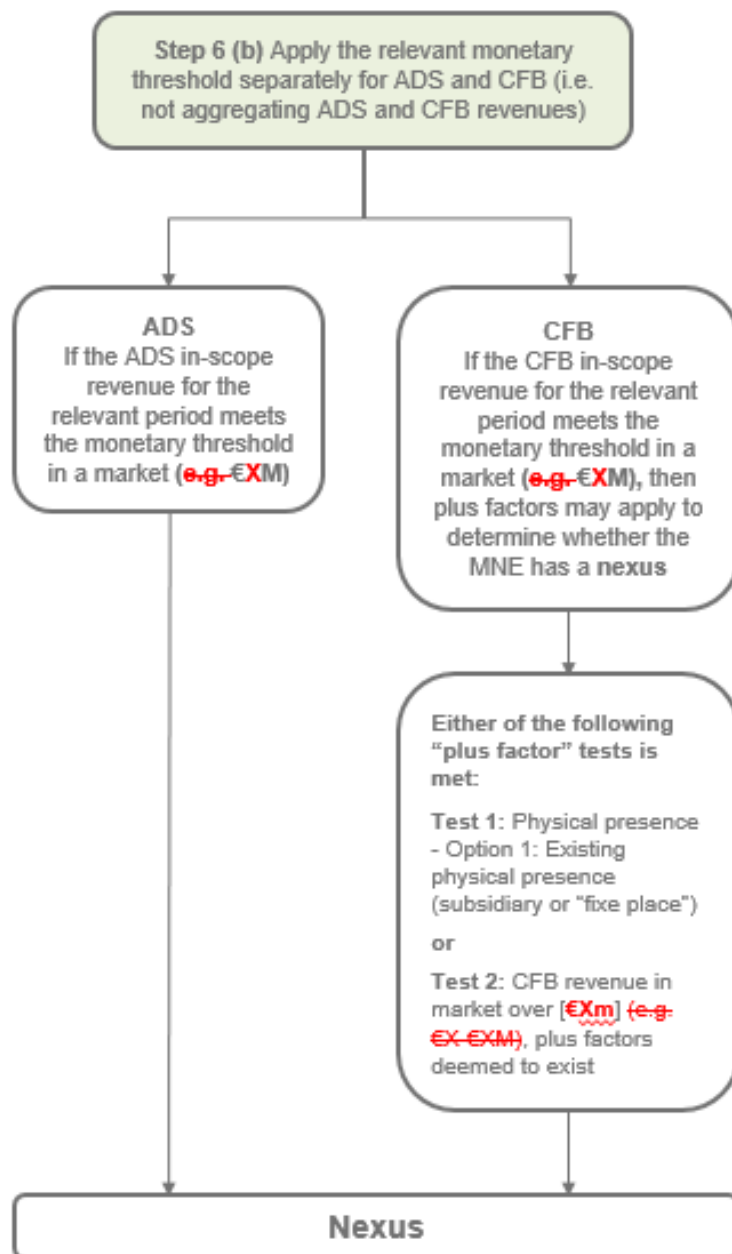 Step 6 (b) Apply the relevant monetary
threshold separately for ADS and CFB (i.e.
not aggregating ADS and CFB revenues)
ADS
If the ADS in-scope
revenue for the
relevant period meets
the monetary threshold
in a market (e.g. €XM)
CFB
If the CFB in-scope
revenue for the relevant
period meets the
monetary threshold in a
market (e.g. €XM), then
plus factors may apply to
determine whether the
MNE has a nexus
Either of the following
“plus factor” tests is
met:
Test 1: Physical presence
- Option 1: Existing
physical presence
(subsidiary or “fixe place”)
or
Test 2: CFB revenue in
market over [€Xm] (e.g.
€X-€XM), plus factors
deemed to exist
Nexus